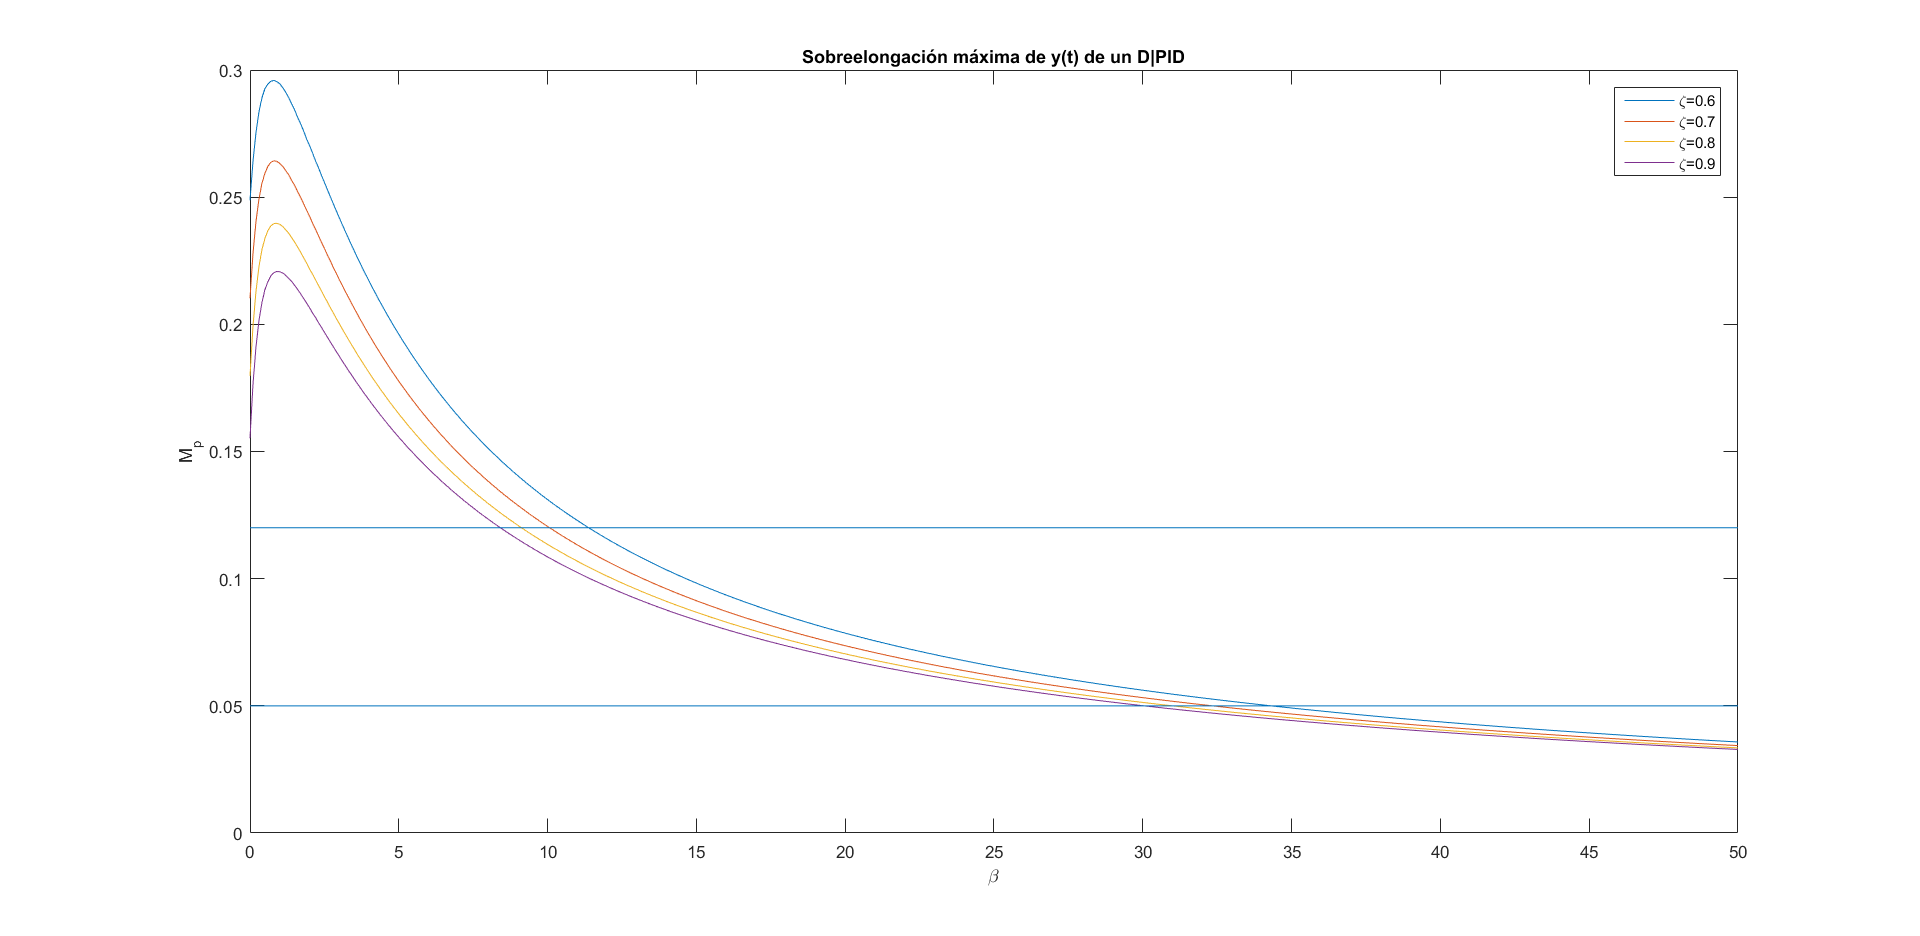 Sobreelongación máxima de y(t) de un D|PID
ζ=0.6
ζ=0.7
ζ=0.8
ζ=0.9
0.3
0.25
0.2
0.15
0.1
0.05
0
M_p
0 5 10 15 20 25 30 35 40 45 50
β